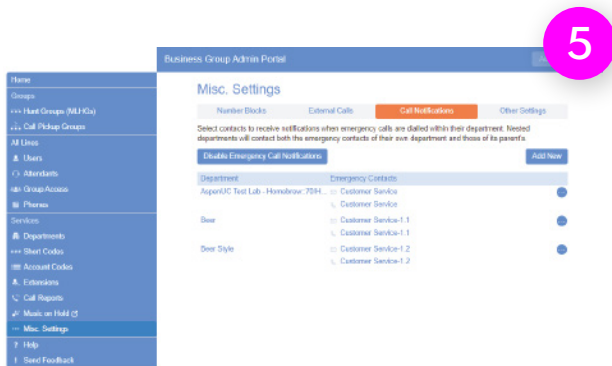 5
Business Group Admin Portal
Home
Groups
Hunt Groups (MLHGs)
Call Pickup Groups
All Lines
Users
Attendants
Group Access
Phones
Services
Departments
Short Codes
Account Codes
Extensions
Call Reports
Music on Hold
Misc. Settings
Help
Send Feedback
Misc. Settings
Number Blocks External Calls Call Notifications Other Settings
Select contacts to receive notifications when emergency calls are dialled within their department. Nested
departments will contact both the emergency contacts of their own department and those of its parent's.
Disable Emergency Call Notifications Add New
Department Emergency Contacts
AspenUC Test Lab - Homebrew: Customer Service
Customer Service
Beer Customer Service-1.1
Customer Service-1.1
Beer Style Customer Service-1.2
Customer Service-1.2